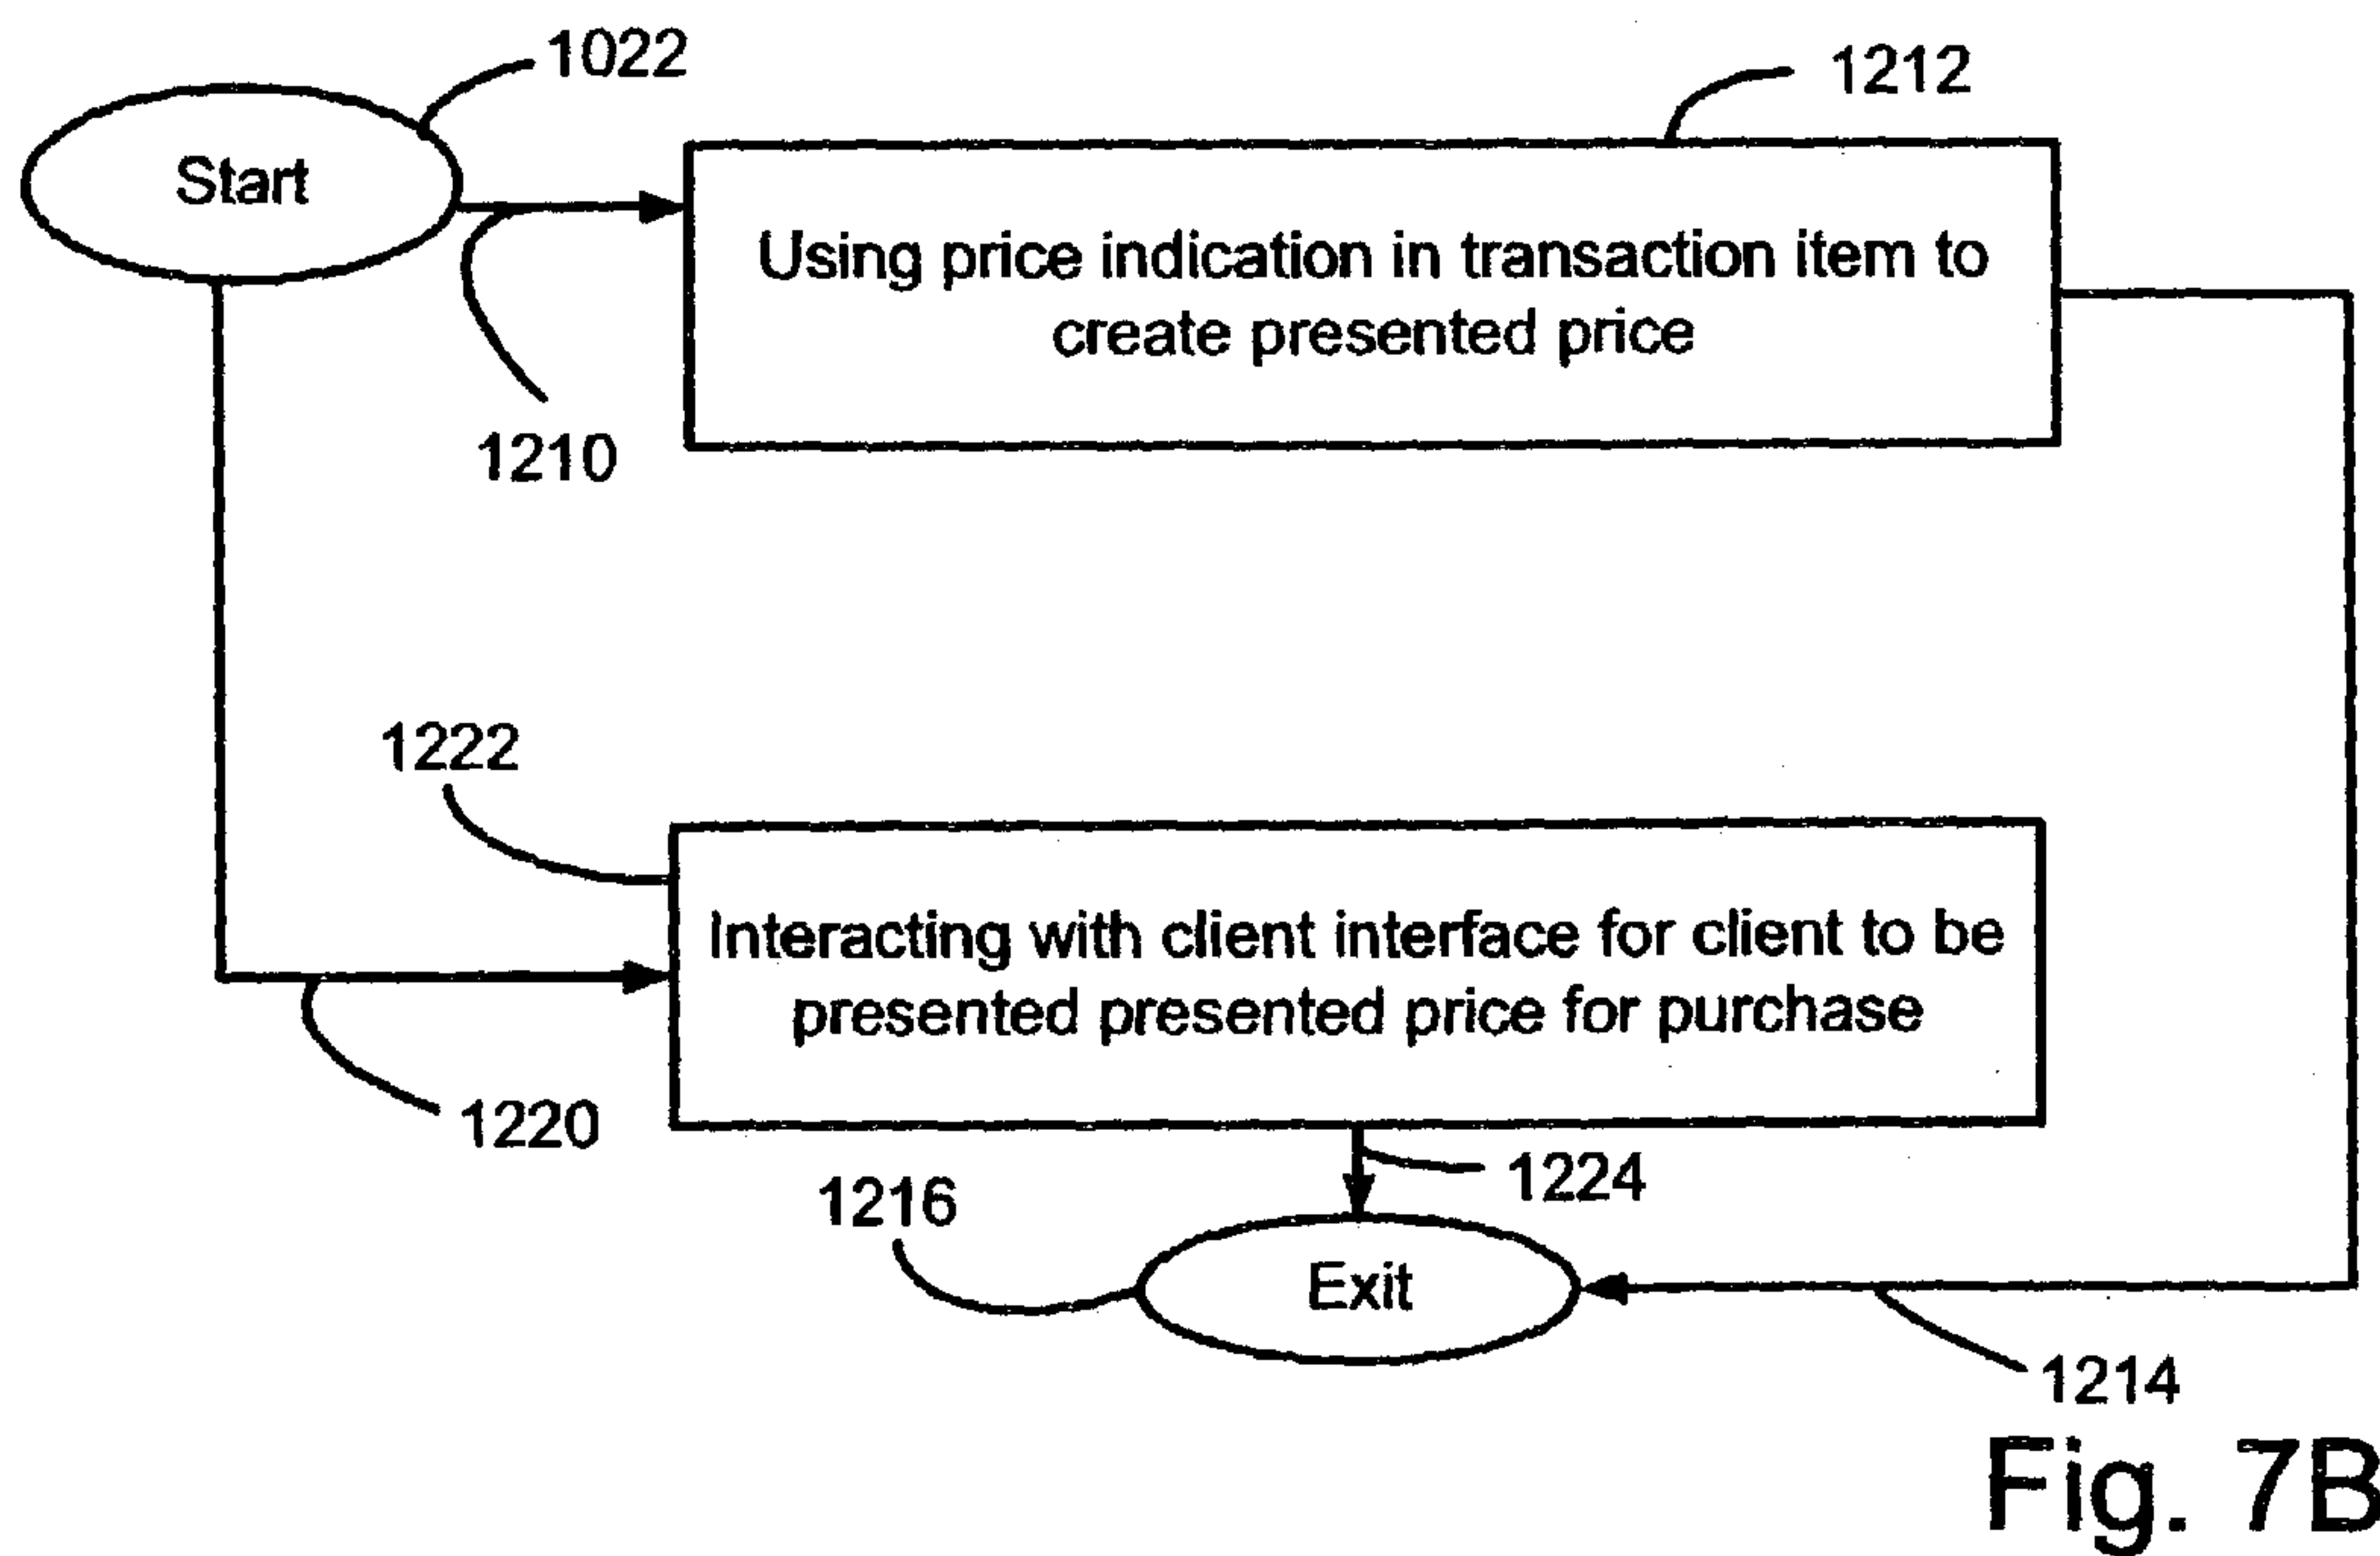 1022
1212
Start
Using price indication in transaction item to
create presented price
1210
1222
Interacting with client interface for client to be
presented presented price for purchase
1220
1224
1216
Exit
1214
Fig. 7B